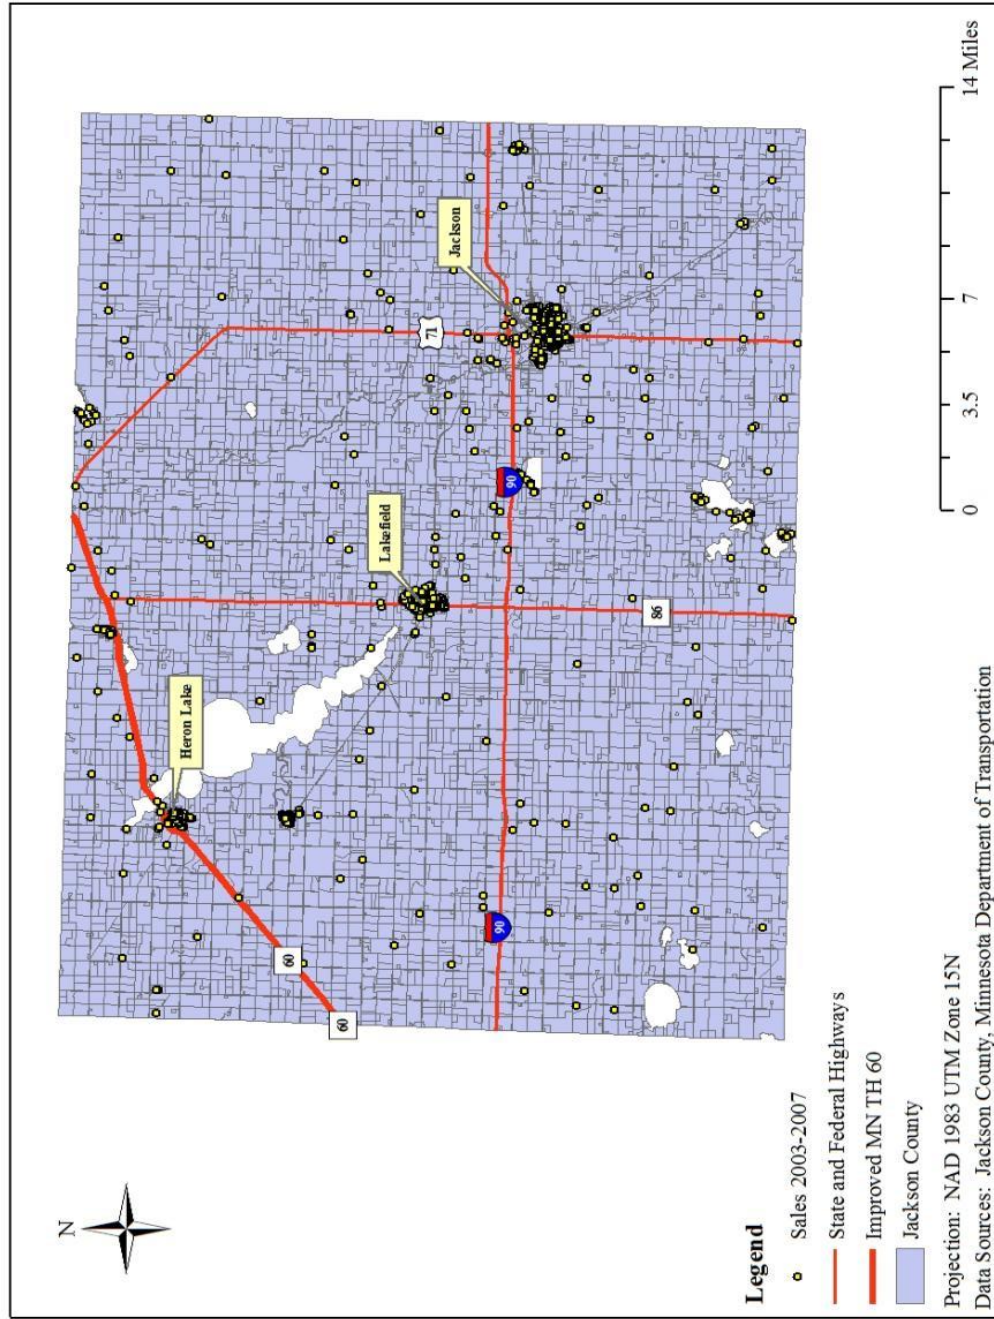 N
60
60
Heron Lake
Lakefield
Jackson
71
90
90
86
Legend
Sales 2003-2007
State and Federal Highways
Improved MN TH 60
Jackson County
Projection: NAD 1983 UTM Zone 15N
Data Sources: Jackson County, Minnesota Department of Transportation
0 3.5 7 14 Miles